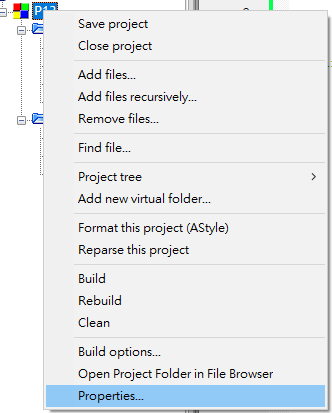 P17
Save project
Close project
Add files...
Add files recursively...
Remove files...
Find file...
Project tree
Add new virtual folder...
Format this project (AStyle)
Reparse this project
Build
Rebuild
Clean
Build options...
Open Project Folder in File Browser
Properties...